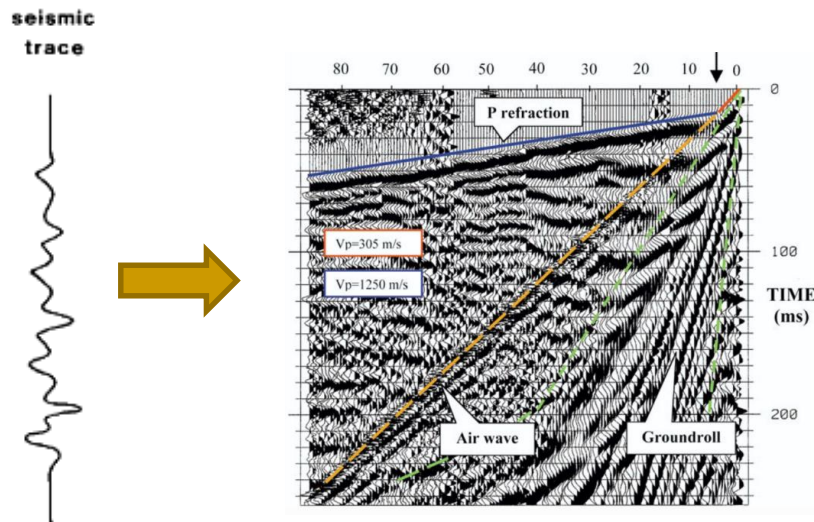 seismic
trace
80 70 60 50 40 30 20 10 0
0
P refraction
Vp=305 m/s
100
Vp=1250 m/s
TIME
(ms)
200
Air wave
Groundroll